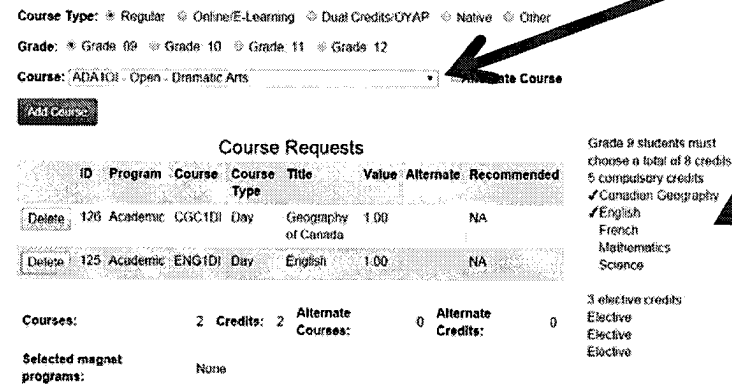 Course Type: Regular Online/E-Learning Dual Credits/OYAP Native Other
Grade: Grade 09 Grade 10 Grade 11 Grade 12
Course: ADA1OI - Open - Dramatic Arts Course
Add Course
Course Requests
ID Program Course Course Type Title Value Alternate Recommended
Delete 126 Academic CGC1DI Day Geography of Canada 1.00 NA
Delete 125 Academic ENG1DI Day English 1.00 NA
Courses: 2 Credits: 2 Alternate Courses: 0 Alternate Credits: 0
Selected magnet programs: None
Grade 9 students must
choose a total of 8 credits
5 compulsory credits
✓Canadian Geography
✓English
French
Mathematics
Science
3 elective credits
Elective
Elective
Elective